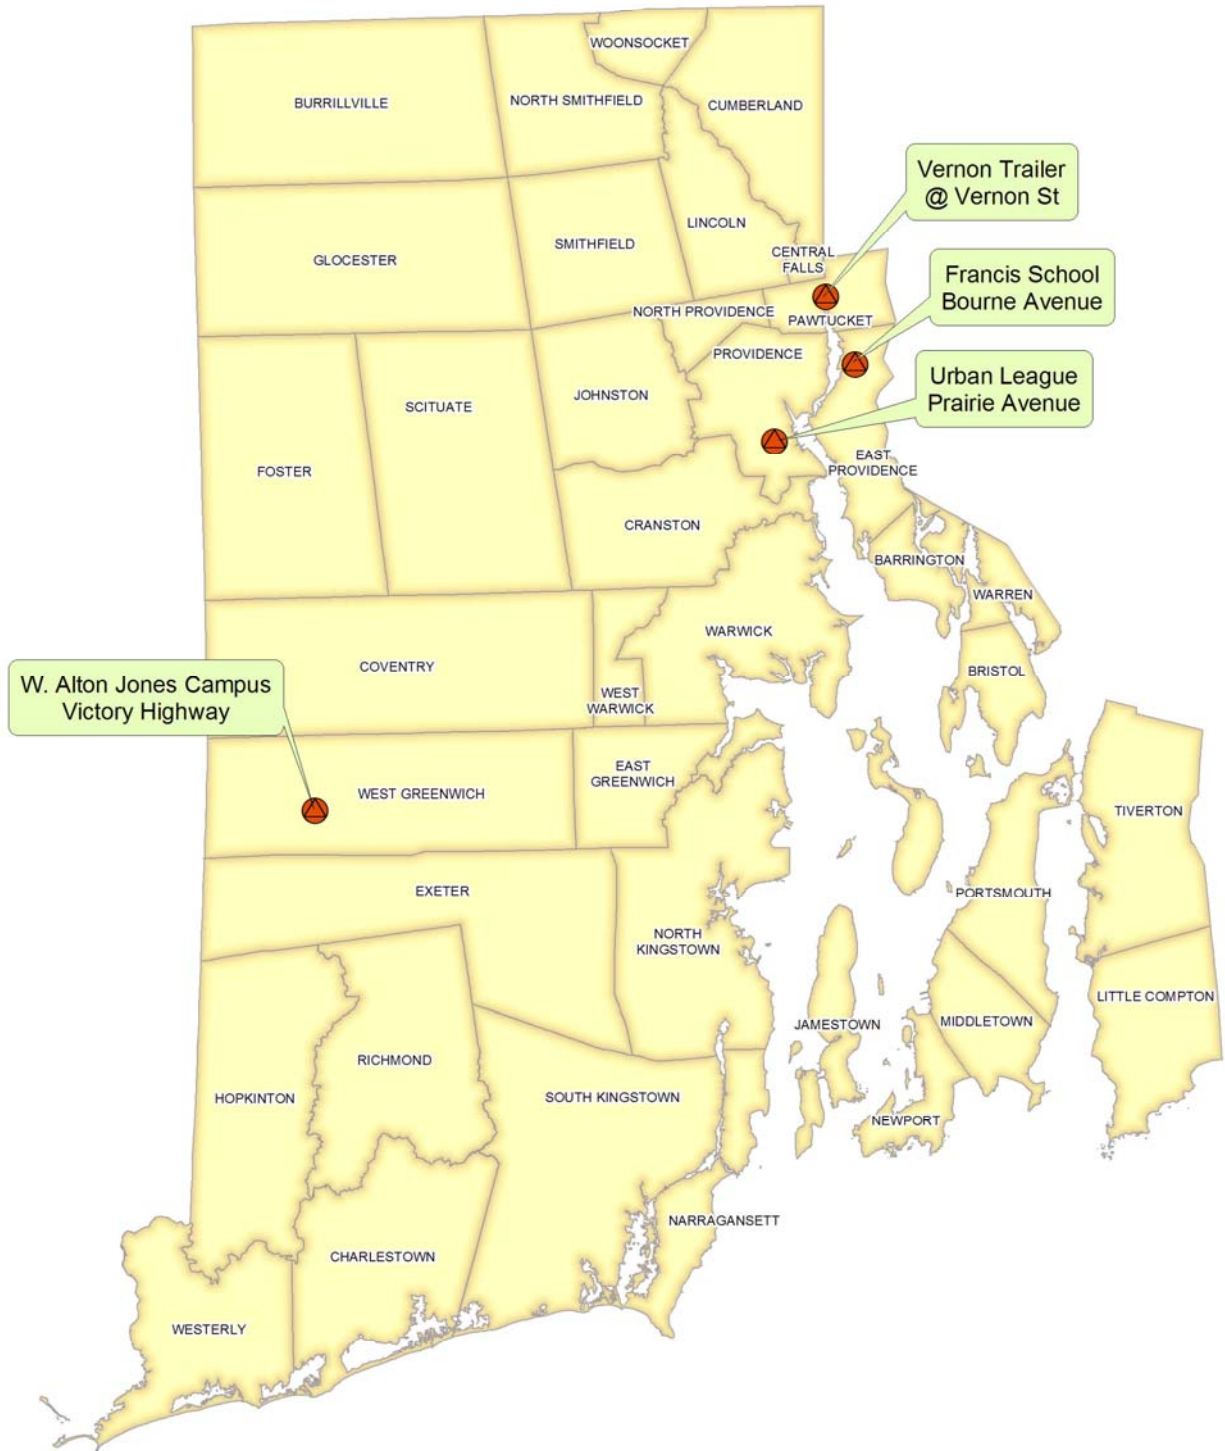 WOONSOCKET
BURRILLVILLE
NORTH SMITHFIELD
CUMBERLAND
Vernon Trailer
@ Vernon St
LINCOLN
SMITHFIELD
GLOCESTER
CENTRAL
FALLS
Francis School
Bourne Avenue
NORTH PROVIDENCE
PAWTUCKET
PROVIDENCE
Urban League
Prairie Avenue
JOHNSTON
SCITUATE
FOSTER
EAST
PROVIDENCE
CRANSTON
BARRINGTON
WARREN
WARWICK
COVENTRY
BRISTOL
W. Alton Jones Campus
Victory Highway
WEST
WARWICK
EAST
GREENWICH
WEST GREENWICH
TIVERTON
EXETER
PORTSMOUTH
NORTH
KINGSTOWN
LITTLE COMPTON
JAMESTOWN
MIDDLETOWN
RICHMOND
HOPKINTON
SOUTH KINGSTOWN
NEWPORT
NARRAGANSETT
CHARLESTOWN
WESTERLY